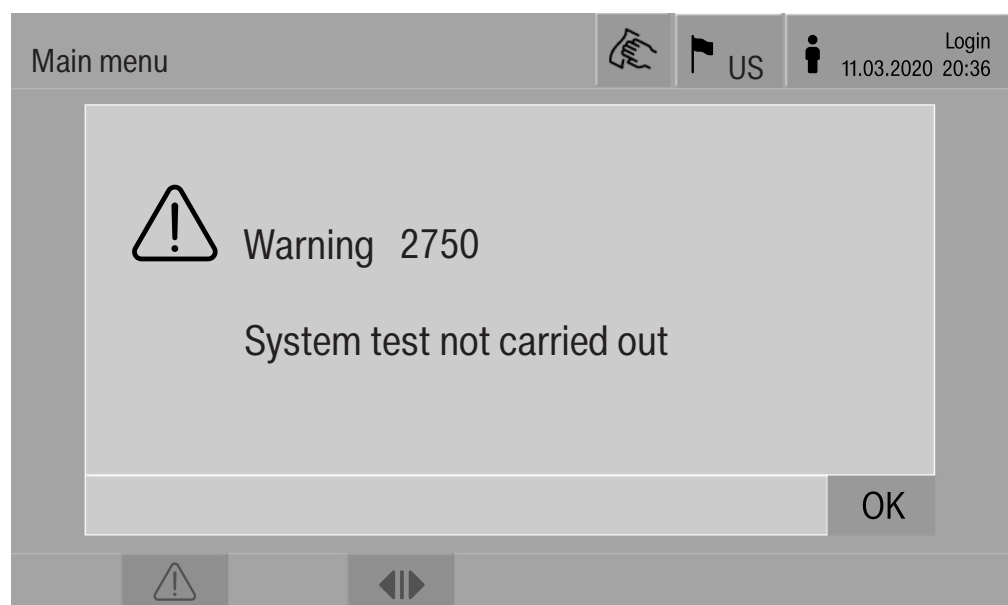 Main menu
US
Login
11.03.2020 20:36
Warning 2750
System test not carried out
OK